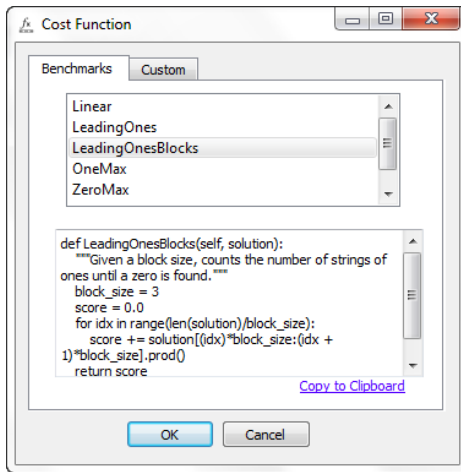 Cost Function
Benchmarks Custom
Linear
LeadingOnes
LeadingOnesBlocks
OneMax
ZeroMax
def LeadingOnesBlocks(self, solution):
"""Given a block size, counts the number of strings of
ones until a zero is found."""
block_size = 3
score = 0.0
for idx in range(len(solution)/block_size):
score += solution[(idx)*block_size:(idx +
1)*block_size].prod()
return score
Copy to Clipboard
OK Cancel